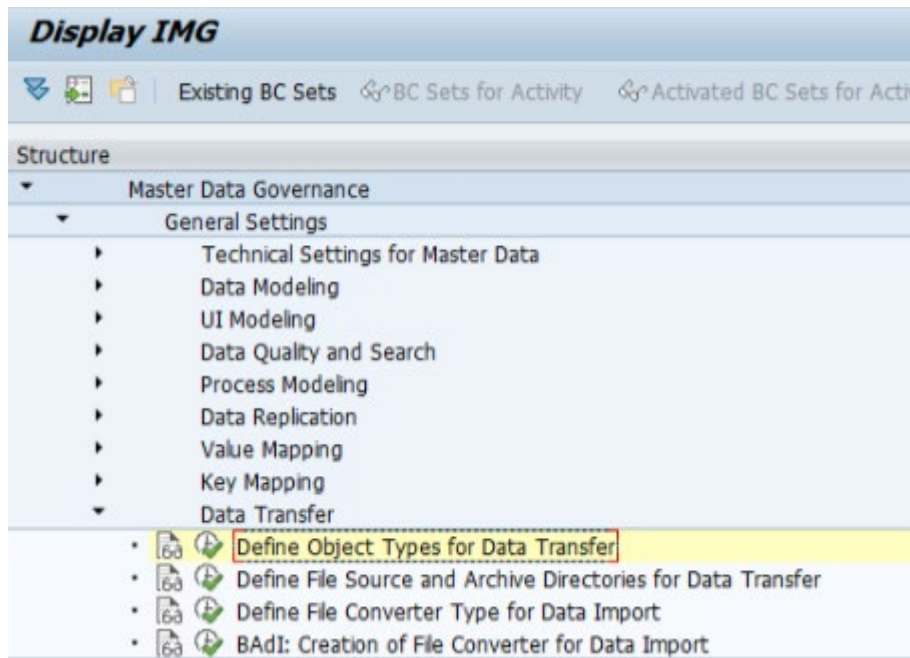 Display IMG
Existing BC Sets BC Sets for Activity Activated BC Sets for Activ
Structure
Master Data Governance
General Settings
Technical Settings for Master Data
Data Modeling
UI Modeling
Data Quality and Search
Process Modeling
Data Replication
Value Mapping
Key Mapping
Data Transfer
Define Object Types for Data Transfer
Define File Source and Archive Directories for Data Transfer
Define File Converter Type for Data Import
BAdI: Creation of File Converter for Data Import